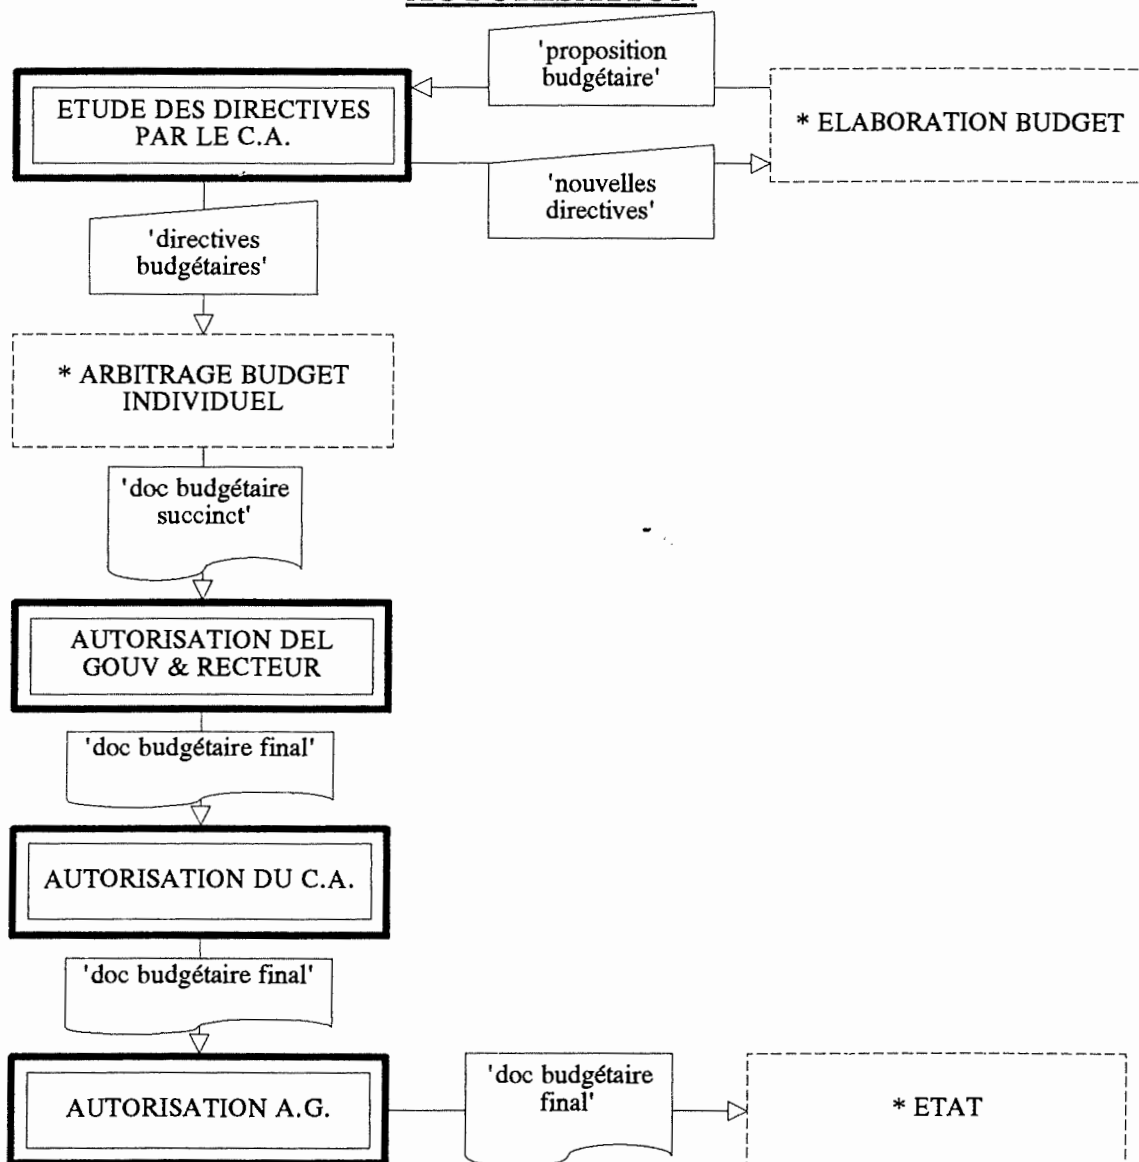 'proposition
budgétaire'
ETUDE DES DIRECTIVES
PAR LE C.A.
* ELABORATION BUDGET
'nouvelles
directives'
'directives
budgétaires'
* ARBITRAGE BUDGET
INDIVIDUEL
'doc budgétaire
succinct'
AUTORISATION DEL
GOUV & RECTEUR
'doc budgétaire final'
AUTORISATION DU C.A.
'doc budgétaire final'
AUTORISATION A.G.
'doc budgétaire
final'
* ETAT